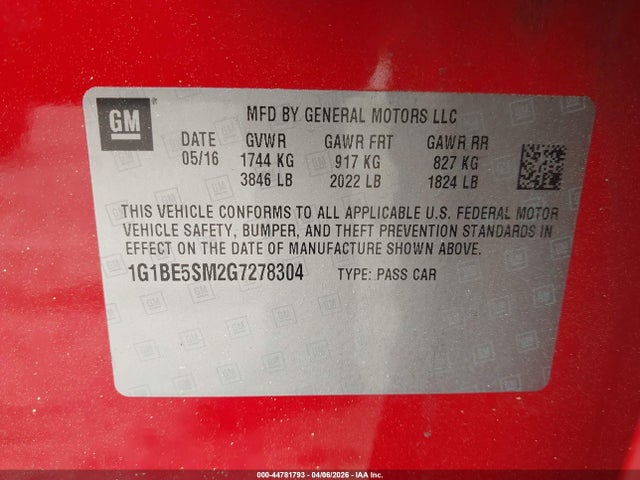 GM
MFD BY GENERAL MOTORS LLC
DATE GVWR GAWR FRT GAWR RR
05/16 1744 KG 917 KG 827 KG
3846 LB 2022 LB 1824 LB
THIS VEHICLE CONFORMS TO ALL APPLICABLE U.S. FEDERAL MOTOR
VEHICLE SAFETY, BUMPER, AND THEFT PREVENTION STANDARDS IN
EFFECT ON THE DATE OF MANUFACTURE SHOWN ABOVE.
1G1BE5SM2G7278304 TYPE: PASS CAR
000-44781793 - 04/06/2026 - IAA Inc.